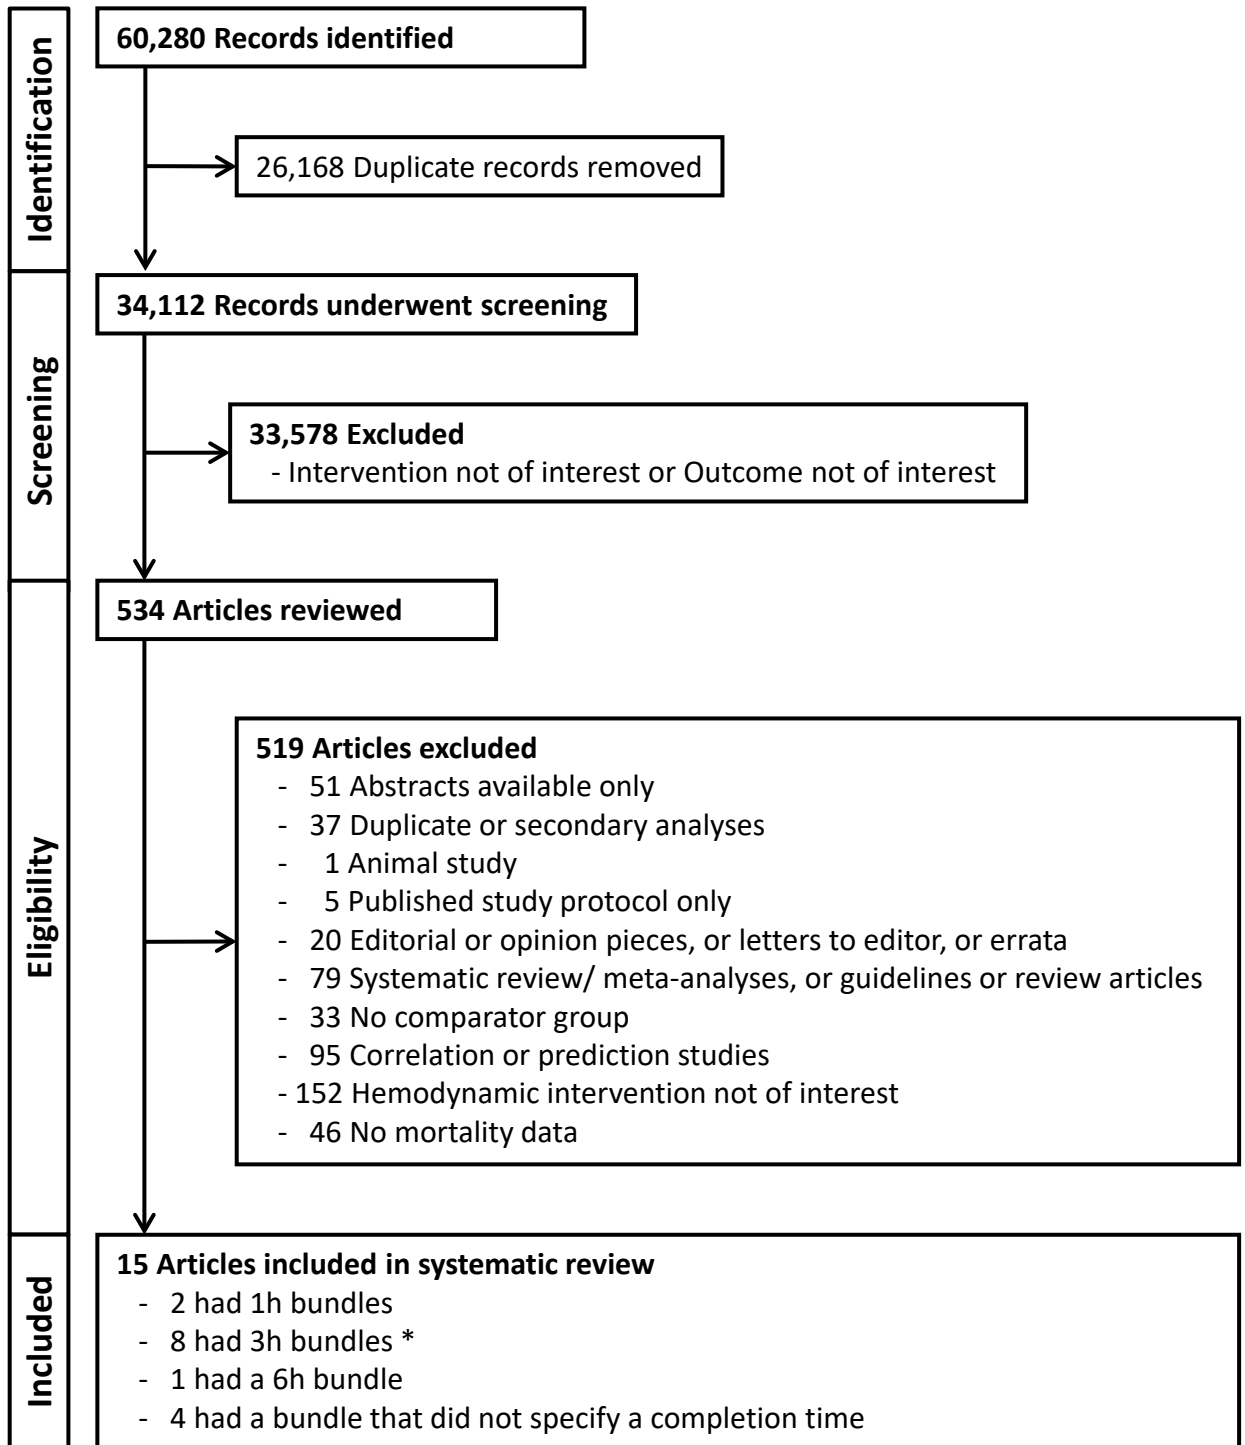 Identification
60,280 Records identified
26,168 Duplicate records removed
Screening
34,112 Records underwent screening
33,578 Excluded
- Intervention not of interest or Outcome not of interest
Eligibility
534 Articles reviewed
519 Articles excluded
- 51 Abstracts available only
- 37 Duplicate or secondary analyses
- 1 Animal study
- 5 Published study protocol only
- 20 Editorial or opinion pieces, or letters to editor, or errata
- 79 Systematic review/ meta-analyses, or guidelines or review articles
- 33 No comparator group
- 95 Correlation or prediction studies
- 152 Hemodynamic intervention not of interest
- 46 No mortality data
Included
15 Articles included in systematic review
- 2 had 1h bundles
- 8 had 3h bundles *
- 1 had a 6h bundle
- 4 had a bundle that did not specify a completion time